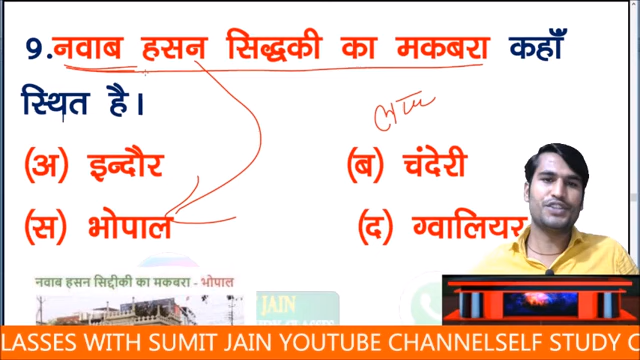 9.नवाब हसन सिद्धकी का मकबरा कहाँ
स्थित है।
(अ) इन्दौर (ब) चंदेरी
(स) भोपाल (द) ग्वालियर
नवाब हसन सिद्दीकी का मकबरा - भोपाल
JAIN
LASSES WITH SUMIT JAIN YOUTUBE CHANNELSELF STUDY C